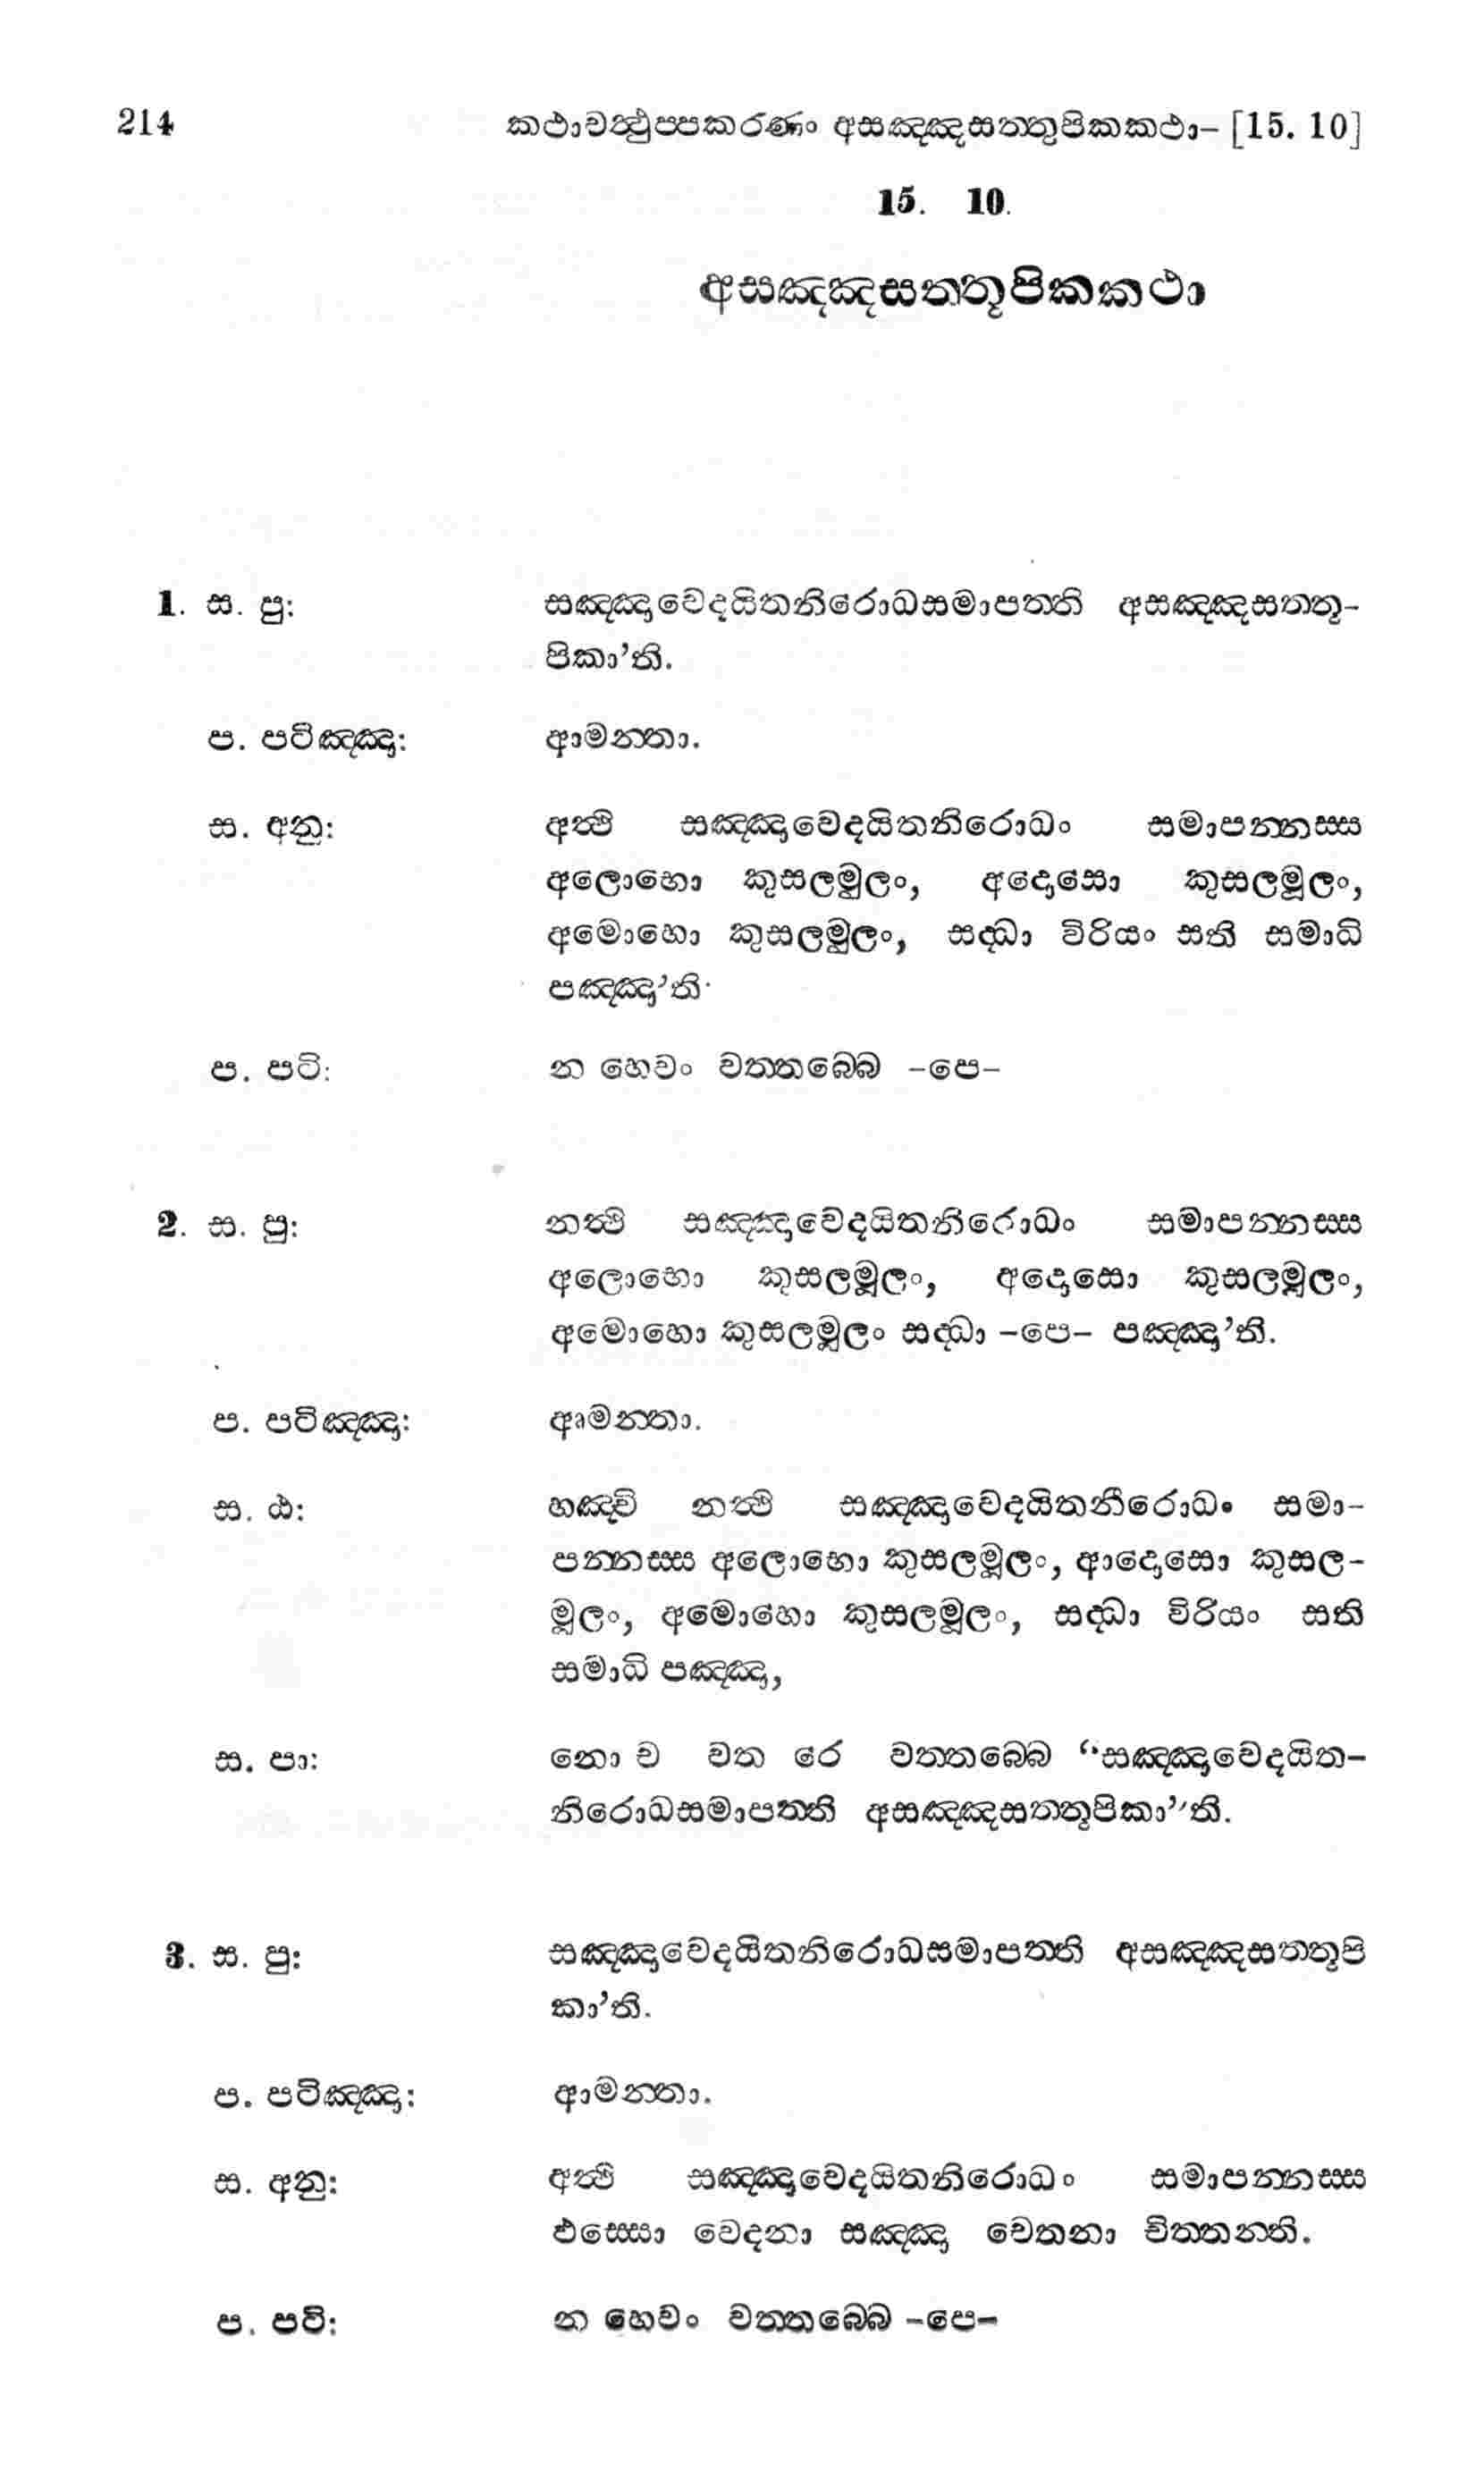 214 කථාවත්‍ථුප්පකරණං අසඤ්ඤසත්තුපිකකථා– [15. 10]
15. 10.
අසඤ්ඤසත්තූපිකකථා
1. ස. පු: සඤ්ඤාවෙදයිතනිරොධසමාපත්ති අසඤ්ඤසත්තූ-
පිකා’ති.
ප. පටිඤ්ඤා: ආමන්තා.
ස. අනු: අත්‍ථි සඤ්ඤාවෙදයිතනිරොධං සමාපන්නස්ස
අලොභො කුසලමූලං, අදොසො කුසලමූලං,
අමොහො කුසලමූලං, සද්ධා විරියං සති සමාධි
පඤ්ඤා’ති.
ප. පටි: න හෙවං වත්තබ්බෙ –පෙ–
2. ස. පු: නත්‍ථි සඤ්ඤාවෙදයිතනිරොධං සමාපන්නස්ස
අලොභො කුසලමූලං, අදොසො කුසලමූලං,
අමොහො කුසලමූලං සද්ධා –පෙ– පඤ්ඤා’ති.
ප. පටිඤ්ඤා: ආමන්තා.
ස. ඨ: හඤ්චි නත්‍ථි සඤ්ඤාවෙදයිතනීරොධං සමා-
පන්නස්ස අලොභො කුසලමූලං, ආදොසො කුසල-
මූලං, අමොහො කුසලමූලං, සද්ධා විරියං සති
සමාධි පඤ්ඤා,
ස. පා: නො ච වත රෙ වත්තබ්බෙ “සඤ්ඤාවෙදයිත-
නිරොධසමාපත්ති අසඤ්ඤසත්තූපිකා”ති.
3. ස. පු: සඤ්ඤාවෙදයිතනිරොධසමාපත්ති අසඤ්ඤසත්තූපි
කා’ති.
ප. පටිඤ්ඤා: ආමන්තා.
ස. අනු: අත්‍ථි සඤ්ඤාවෙදයිතනිරොධං සමාපන්නස්ස
ඵස්සො වෙදනා සඤ්ඤා චෙතනා චිත්තන්ති.
ප. පටි: න හෙවං වත්තබ්බෙ –පෙ–